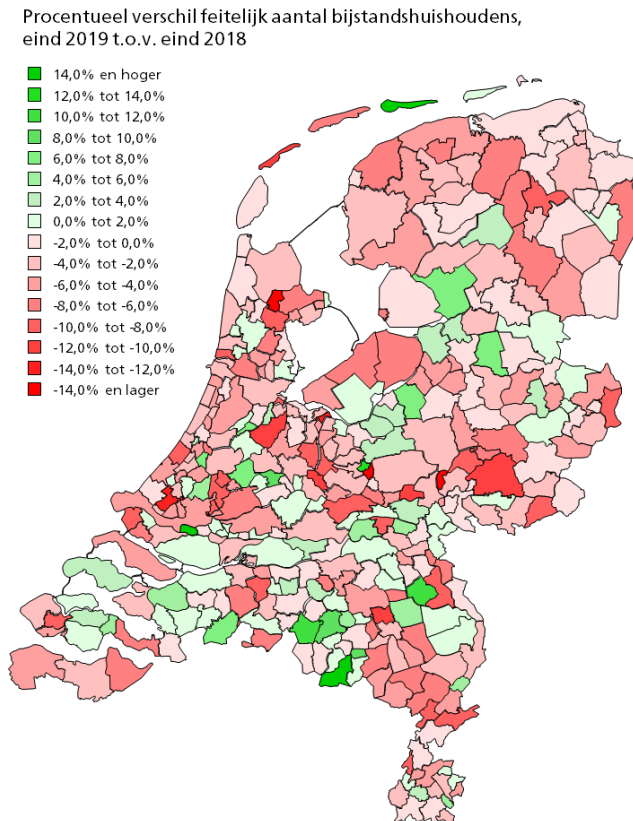 Procentueel verschil feitelijk aantal bijstandshuishoudens,
eind 2019 t.o.v. eind 2018
14,0% en hoger
12,0% tot 14,0%
10,0% tot 12,0%
8,0% tot 10,0%
6,0% tot 8,0%
4,0% tot 6,0%
2,0% tot 4,0%
0,0% tot 2,0%
-2,0% tot 0,0%
-4,0% tot -2,0%
-6,0% tot -4,0%
-8,0% tot -6,0%
-10,0% tot -8,0%
-12,0% tot -10,0%
-14,0% tot -12,0%
-14,0% en lager